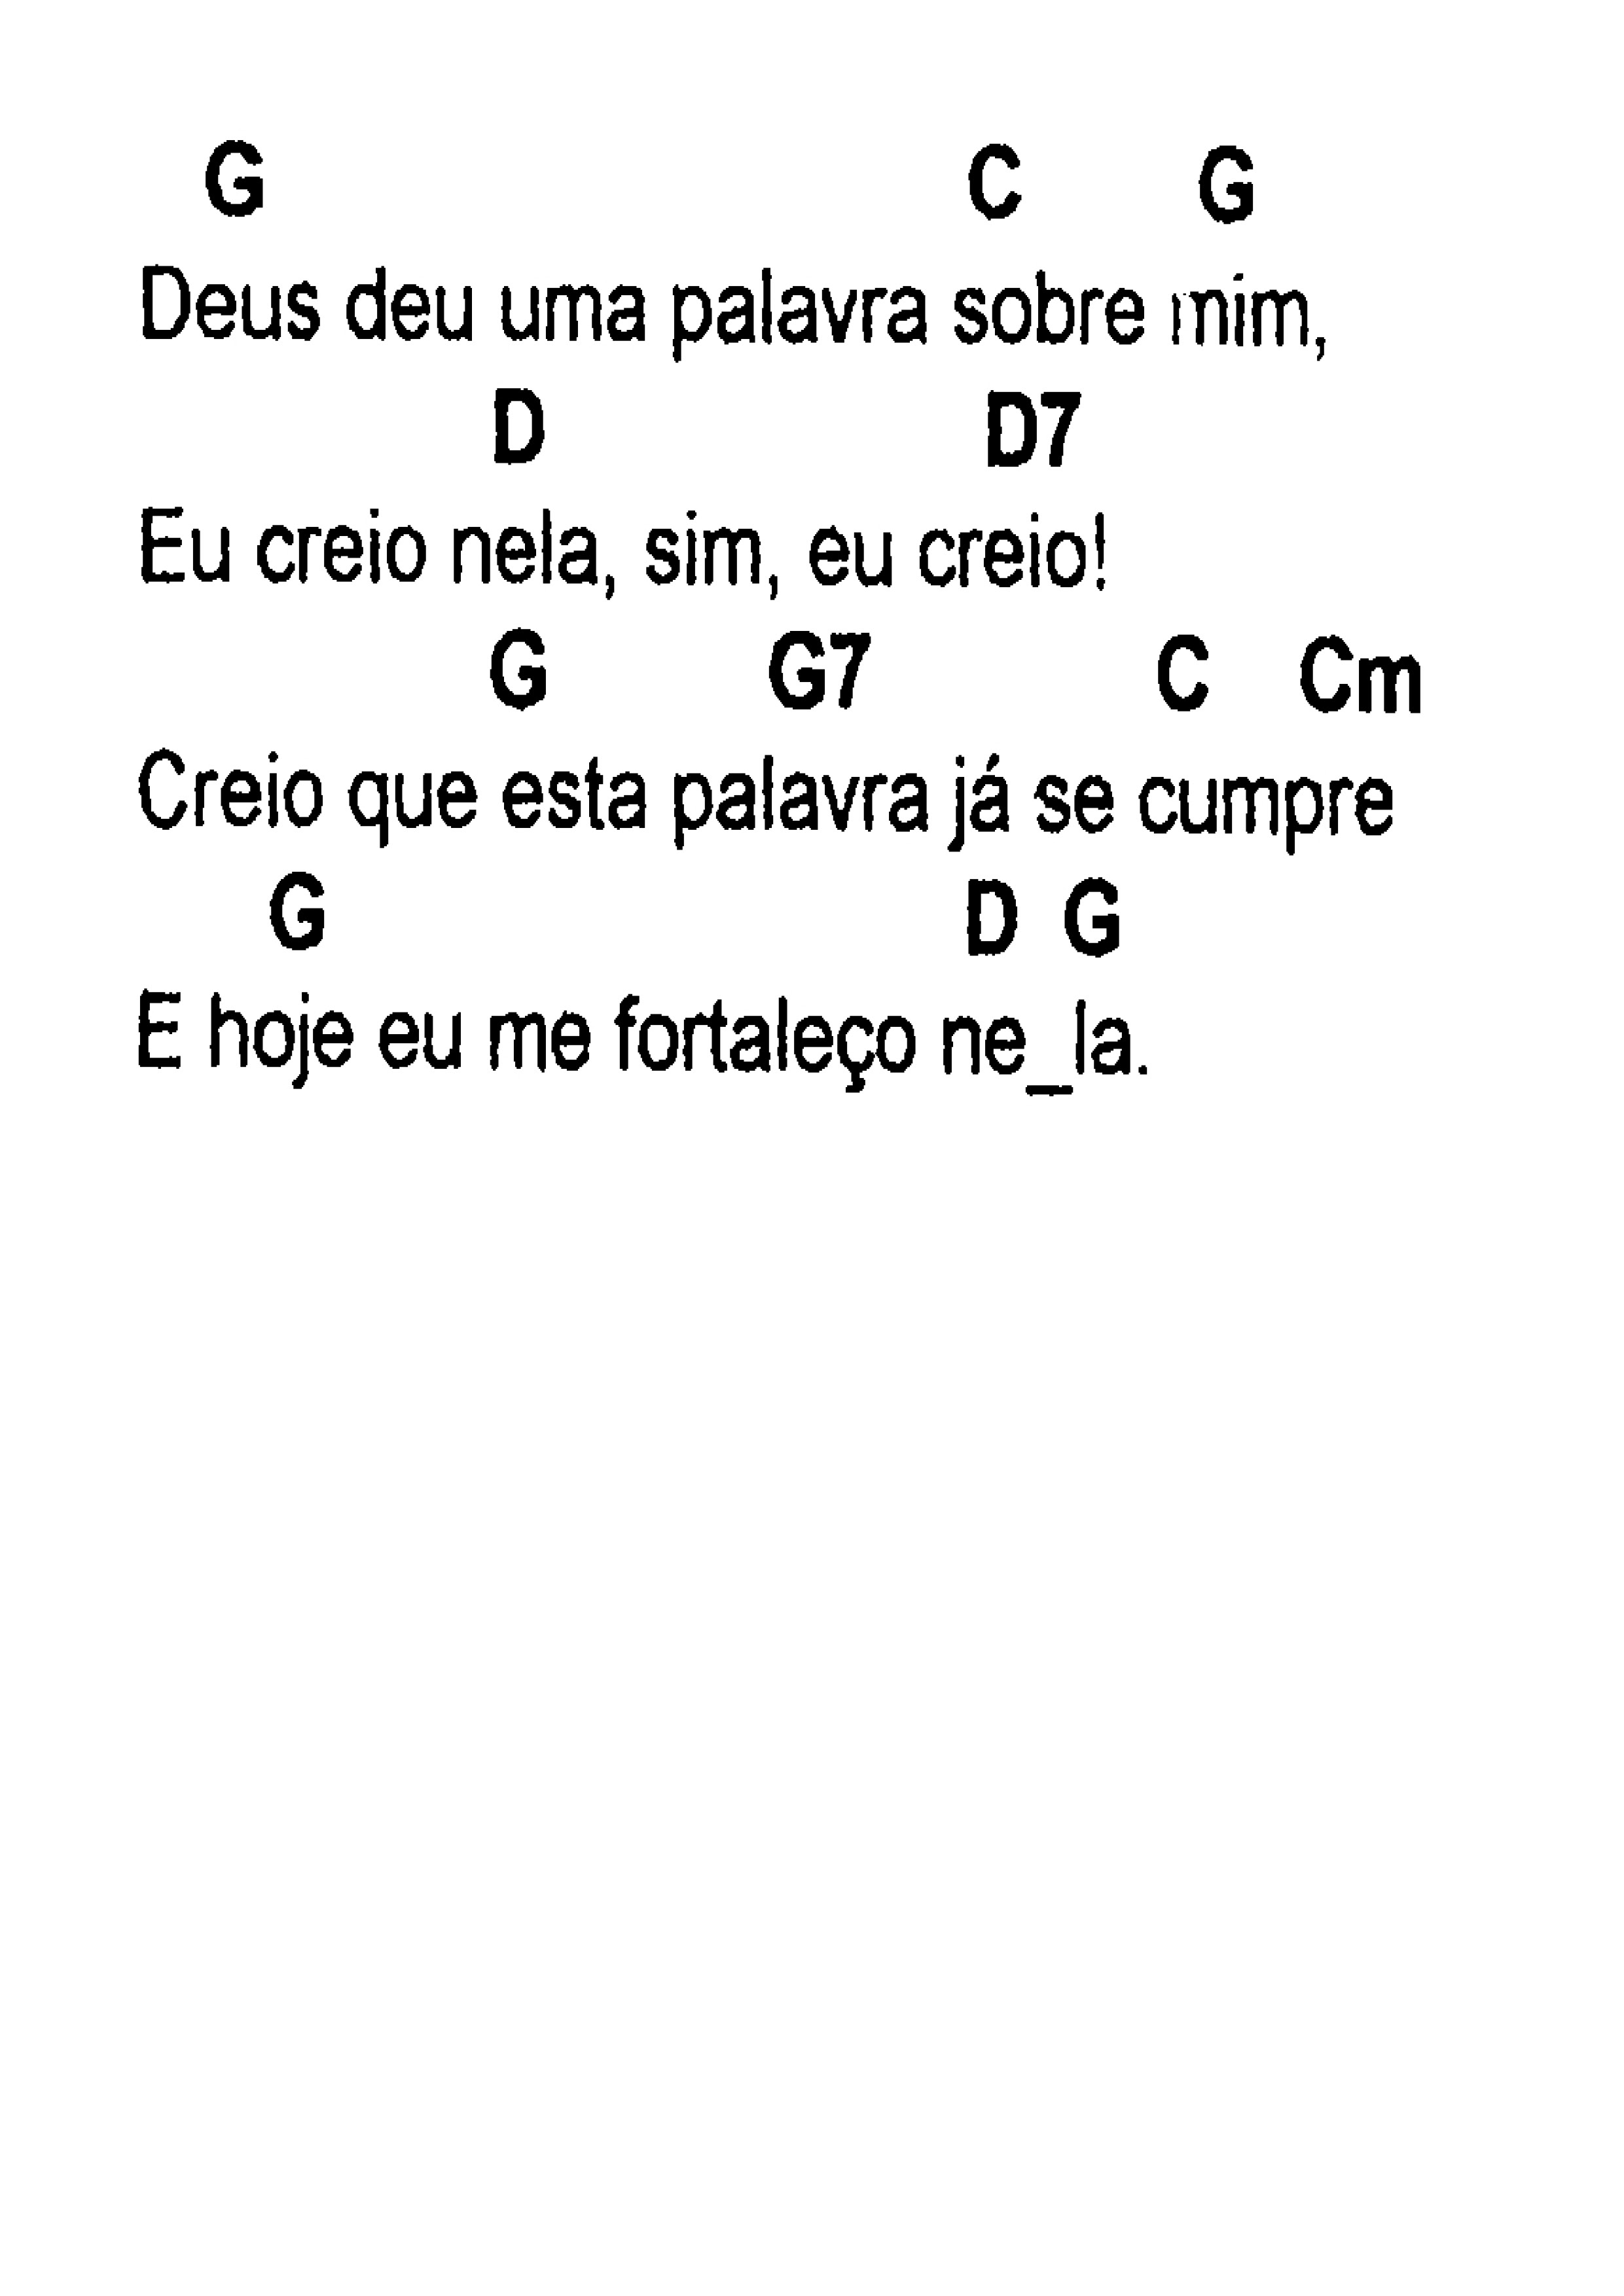 G C G
Deus deu uma palavra sobre mim,
D D7
Eu creio nela, sim, eu creio!
G G7 C Cm
Creio que esta palavra já se cumpre
G D G
E hoje eu me fortaleço ne_la.